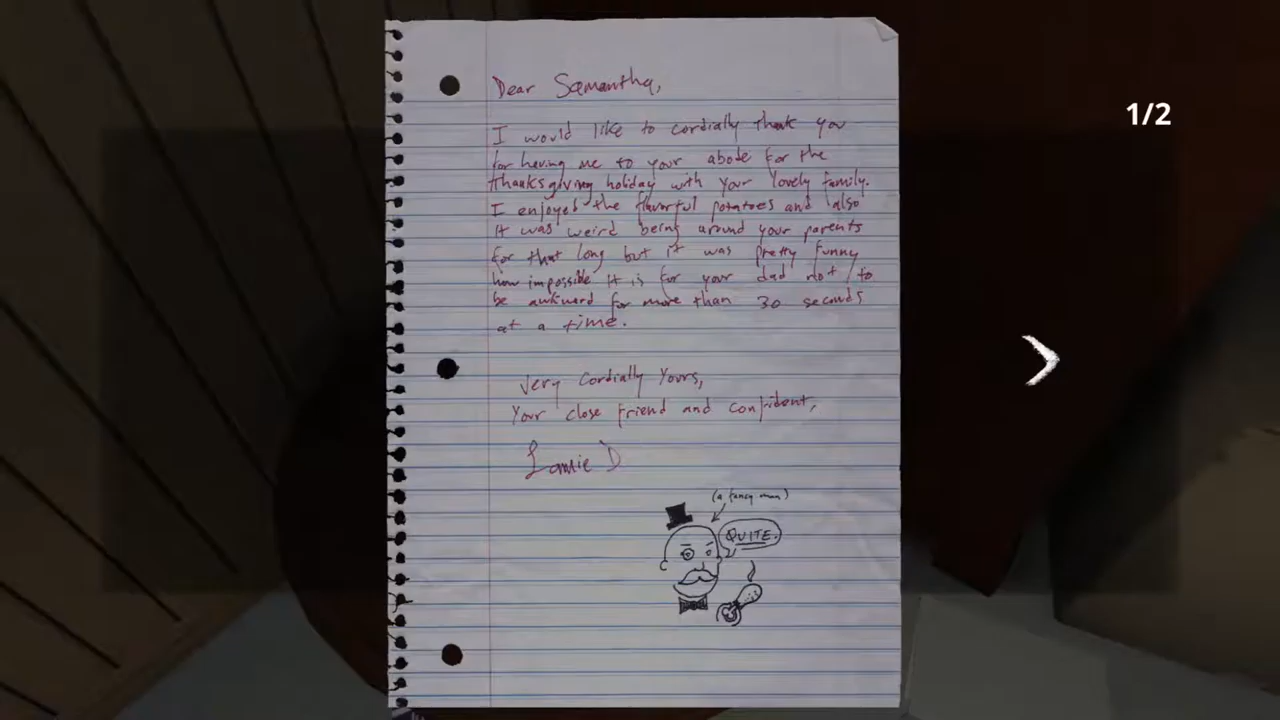 1/2
Dear Samantha,
I would like to cordially thank you
for having me to your abode for the
thanksgiving holiday with your lovely family.
I enjoyed the flavorful potatoes and also
it was weird being around your parents
for that long but it was pretty funny
how impossible it is for your dad not to
be awkward for more than 30 seconds
at a time.
Very Cordially Yours,
Your close friend and confident,
Lonnie D
(a fancy man)
QUITE.